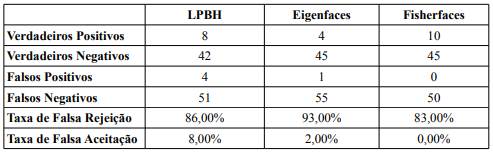 LPBH Eigenfaces Fisherfaces
Verdadeiros Positivos 8 4 10
Verdadeiros Negativos 42 45 45
Falsos Positivos 4 1 0
Falsos Negativos 51 55 50
Taxa de Falsa Rejeição 86,00% 93,00% 83,00%
Taxa de Falsa Aceitação 8,00% 2,00% 0,00%